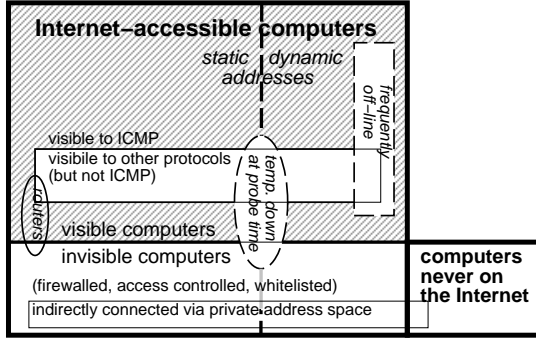 Internet–accessible computers
static dynamic
addresses
frequently
off–line
visible to ICMP
visibile to other protocols
(but not ICMP)
routers
temp. down
at probe time
visible computers
invisible computers
(firewalled, access controlled, whitelisted)
indirectly connected via private address space
computers
never on
the Internet